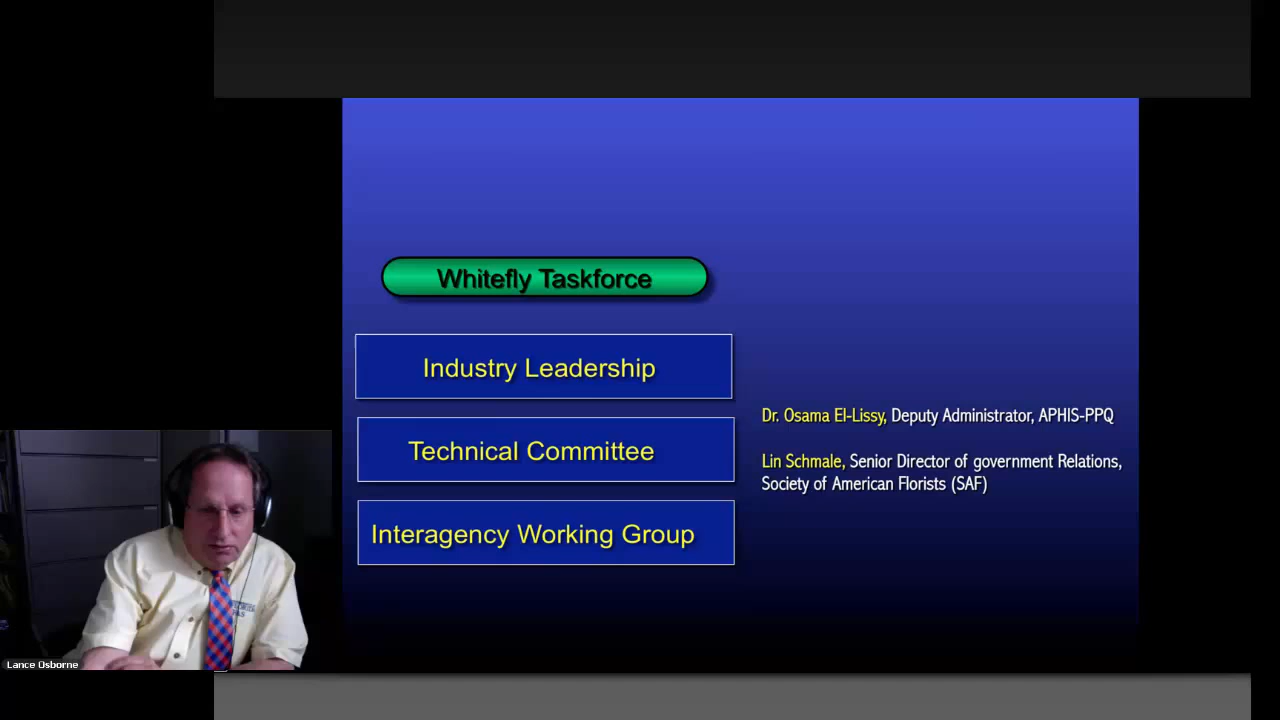 Whitefly Taskforce
Industry Leadership
Technical Committee
Interagency Working Group
Dr. Osama El-Lissy, Deputy Administrator, APHIS-PPQ
Lin Schmale, Senior Director of government Relations,
Society of American Florists (SAF)
Lance Osborne